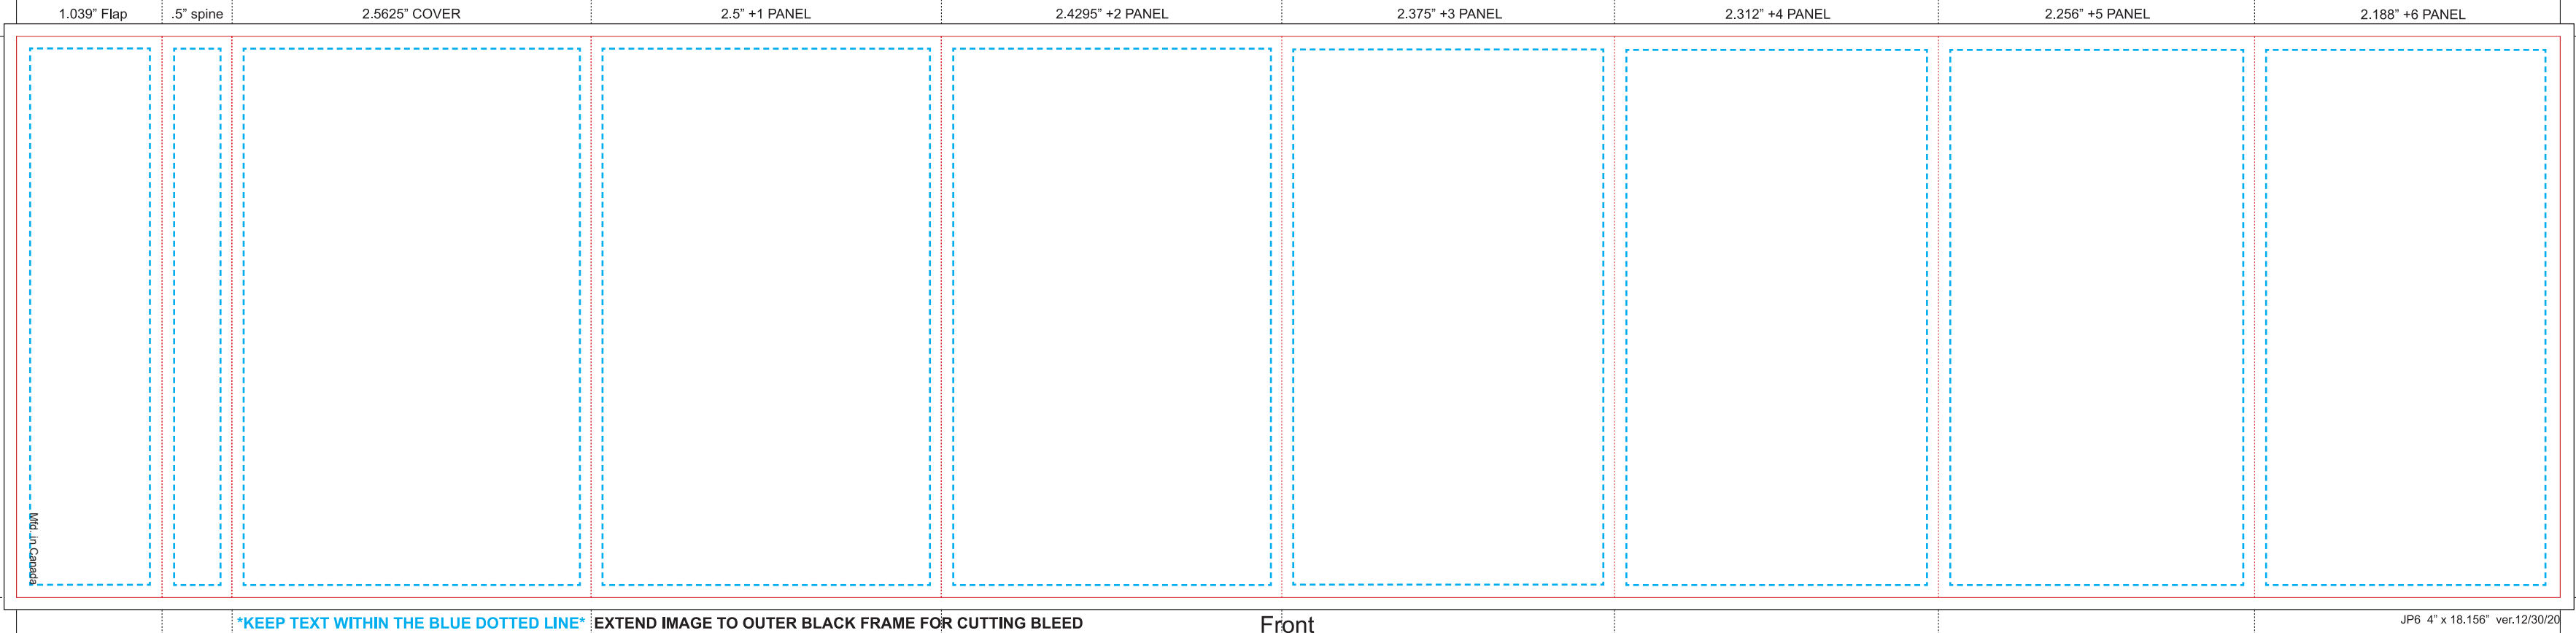 1.039” Flap
.5” spine
2.5625” COVER
2.5” +1 PANEL
2.4295” +2 PANEL
2.375” +3 PANEL
2.312” +4 PANEL
2.256” +5 PANEL
2.188” +6 PANEL
Mfd. in Canada
*KEEP TEXT WITHIN THE BLUE DOTTED LINE* EXTEND IMAGE TO OUTER BLACK FRAME FOR CUTTING BLEED
Front
JP6 4” x 18.156” ver.12/30/20